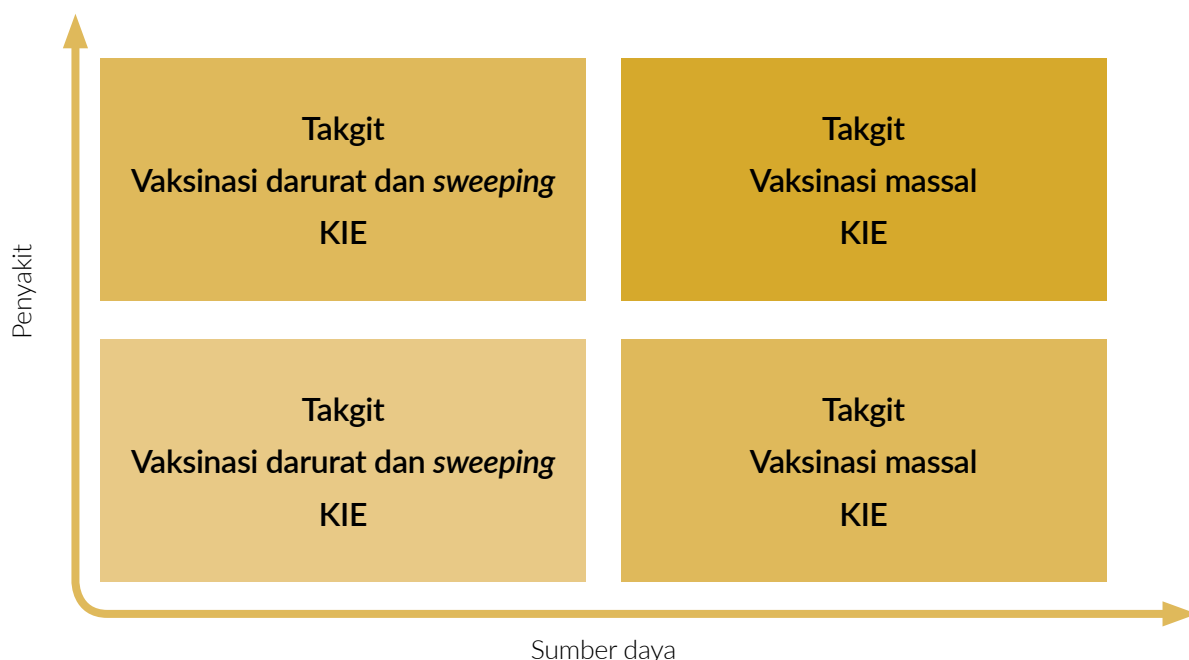 Takgit
Vaksinasi darurat dan sweeping
KIE
Takgit
Vaksinasi massal
KIE
Penyakit
Takgit
Vaksinasi darurat dan sweeping
KIE
Takgit
Vaksinasi massal
KIE
Sumber daya